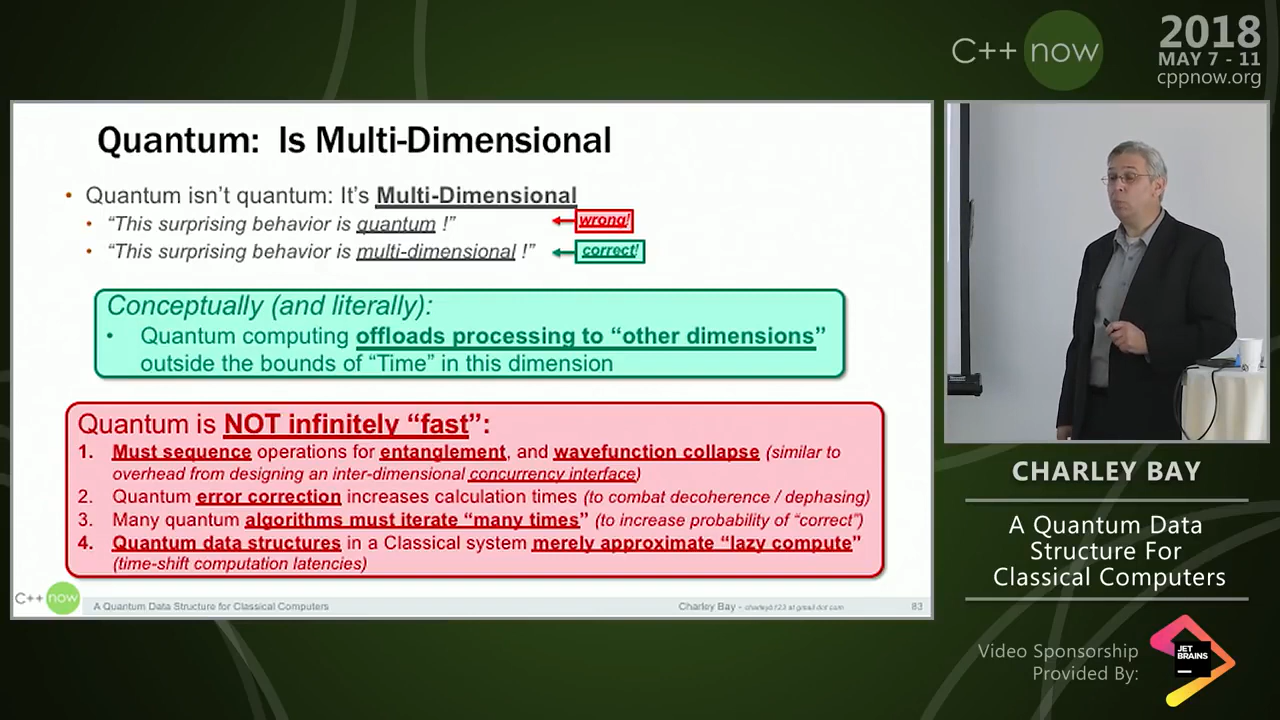 C++ now
2018
MAY 7 - 11
cppnow.org
Quantum: Is Multi-Dimensional
• Quantum isn't quantum: It's Multi-Dimensional
• “This surprising behavior is quantum !”
wrong!
• “This surprising behavior is multi-dimensional !”
correct!
Conceptually (and literally):
• Quantum computing offloads processing to “other dimensions”
outside the bounds of “Time” in this dimension
Quantum is NOT infinitely “fast”:
1. Must sequence operations for entanglement, and wavefunction collapse (similar to
overhead from designing an inter-dimensional concurrency interface)
2. Quantum error correction increases calculation times (to combat decoherence / dephasing)
3. Many quantum algorithms must iterate “many times” (to increase probability of “correct”)
4. Quantum data structures in a Classical system merely approximate “lazy compute”
(time-shift computation latencies)
C++ now
A Quantum Data Structure for Classical Computers
Charley Bay - charleyb123 at gmail dot com
83
CHARLEY BAY
A Quantum Data
Structure For
Classical Computers
Video Sponsorship
Provided By:
JET
BRAINS